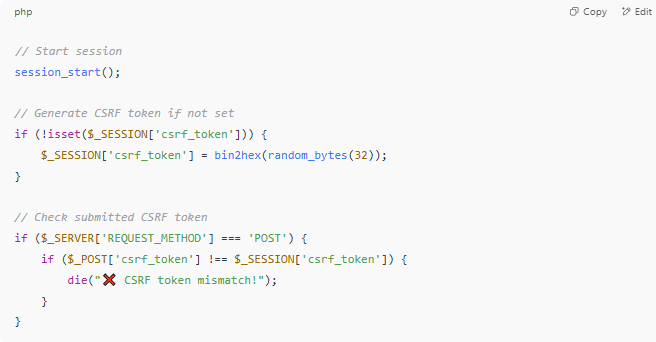 php
Copy
Edit
// Start session
session_start();
// Generate CSRF token if not set
if (!isset($_SESSION['csrf_token'])) {
    $_SESSION['csrf_token'] = bin2hex(random_bytes(32));
}
// Check submitted CSRF token
if ($_SERVER['REQUEST_METHOD'] === 'POST') {
    if ($_POST['csrf_token'] !== $_SESSION['csrf_token']) {
        die("❌ CSRF token mismatch!");
    }
}